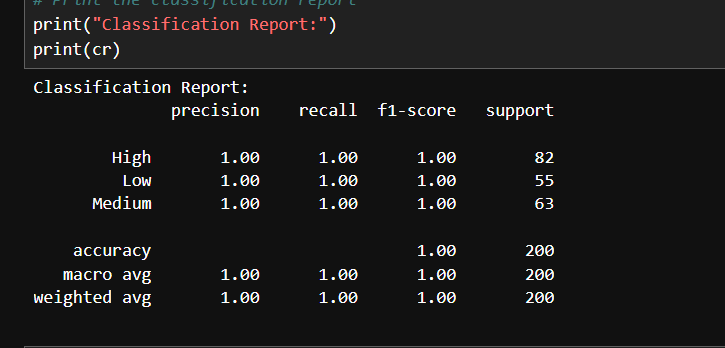 # Print the classification report
print("Classification Report:")
print(cr)
Classification Report:
precision recall f1-score support
High 1.00 1.00 1.00 82
Low 1.00 1.00 1.00 55
Medium 1.00 1.00 1.00 63
accuracy 1.00 200
macro avg 1.00 1.00 1.00 200
weighted avg 1.00 1.00 1.00 200